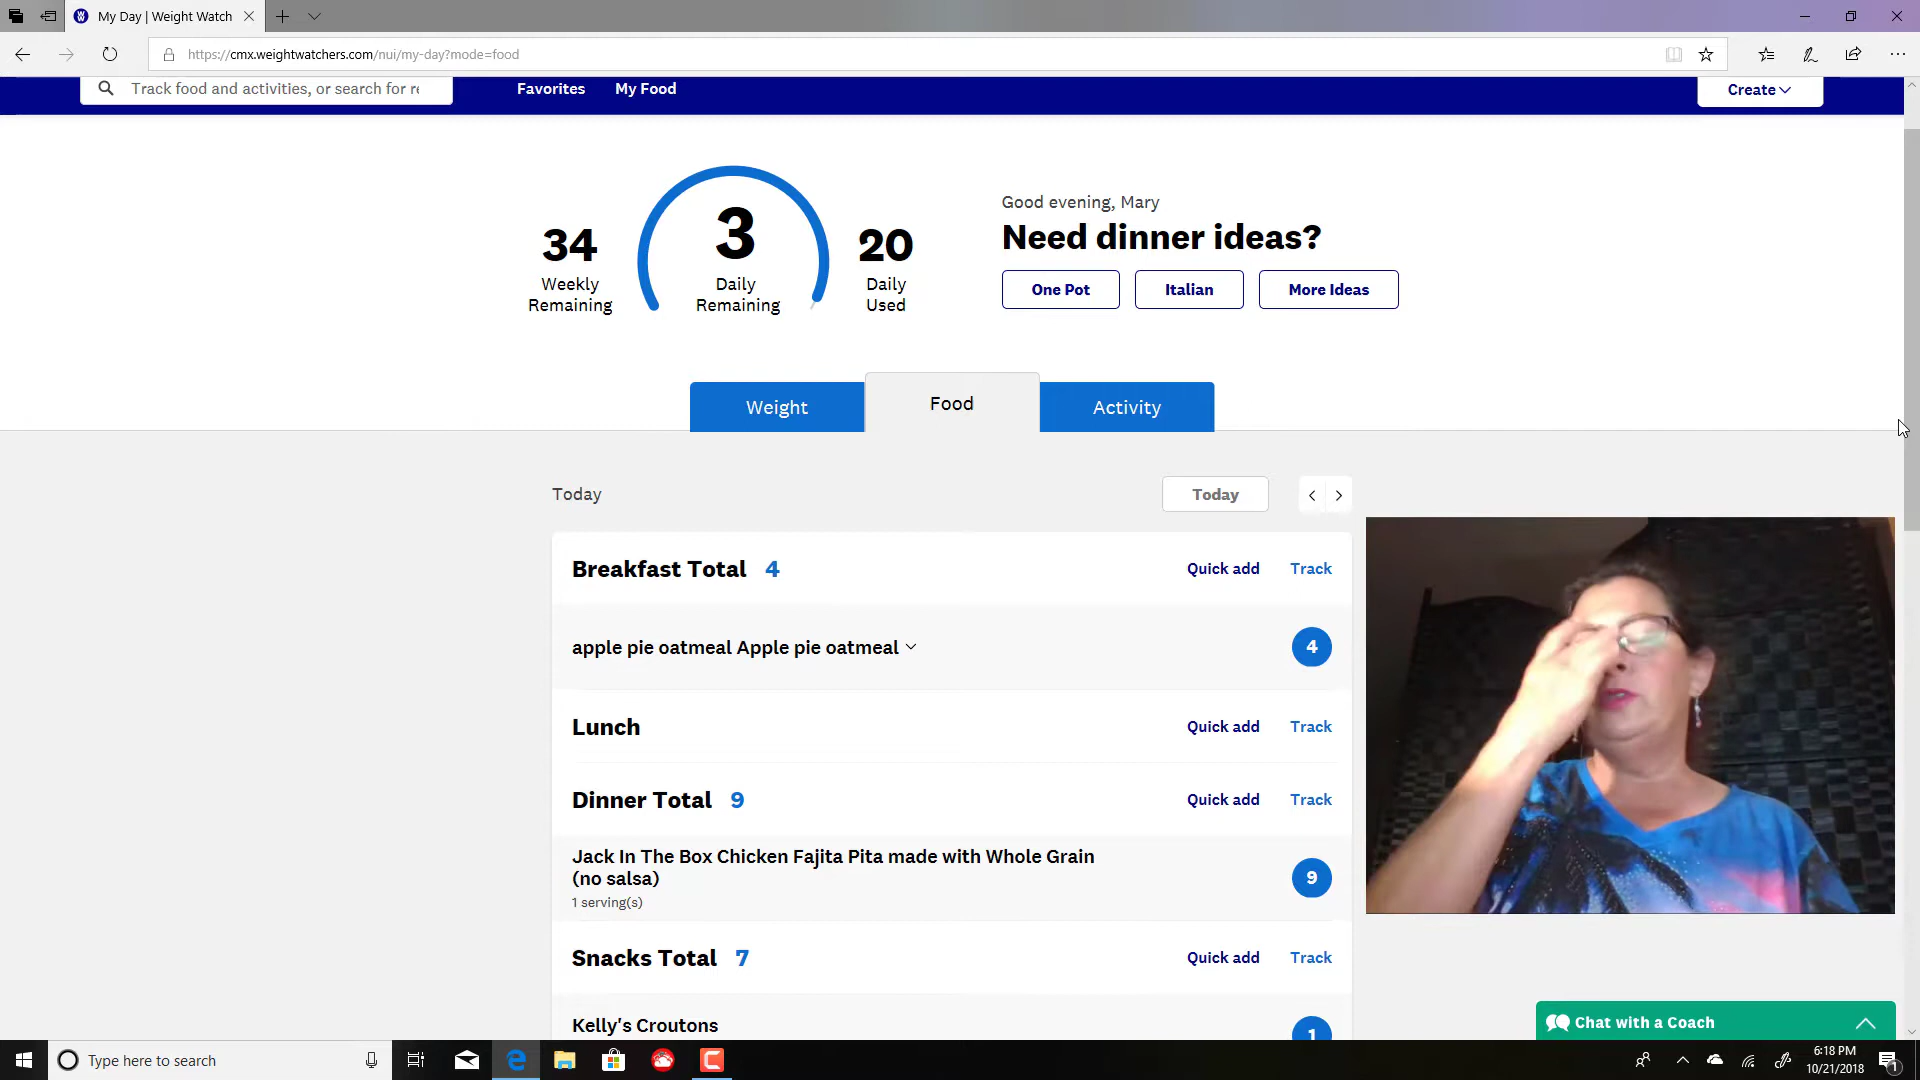 My Day | Weight Watch
https://cmx.weightwatchers.com/nui/my-day?mode=food
Track food and activities, or search for re
Favorites
My Food
Create
34
Weekly
Remaining
3
Daily
Remaining
20
Daily
Used
Good evening, Mary
Need dinner ideas?
One Pot
Italian
More Ideas
Weight
Food
Activity
Today
Today
Breakfast Total 4
Quick add
Track
apple pie oatmeal Apple pie oatmeal
4
Lunch
Quick add
Track
Dinner Total 9
Quick add
Track
Jack In The Box Chicken Fajita Pita made with Whole Grain
(no salsa)
1 serving(s)
9
Snacks Total 7
Quick add
Track
Kelly's Croutons
1
Chat with a Coach
Type here to search
6:18 PM
10/21/2018
1